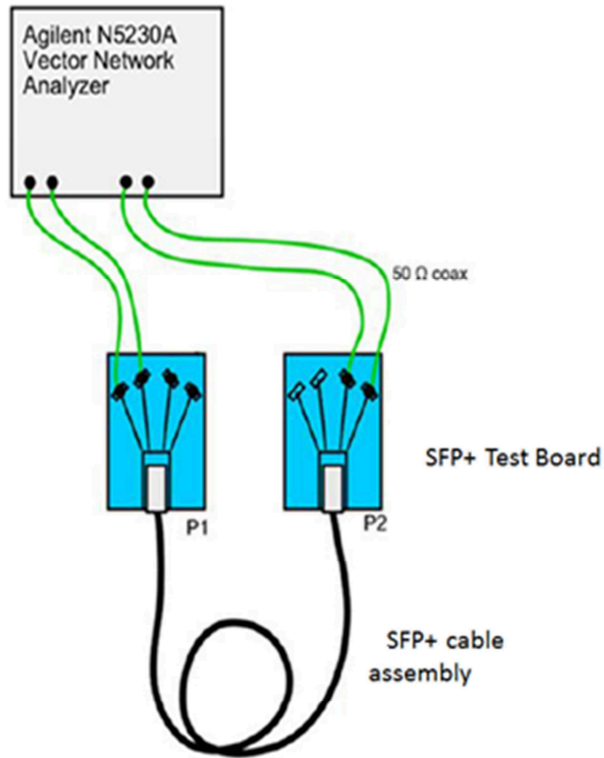 Agilent N5230A
Vector Network
Analyzer
50 Ω coax
SFP+ Test Board
P1
P2
SFP+ cable
assembly